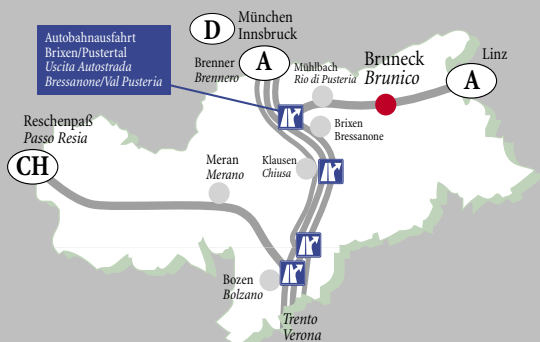 Autobahnausfahrt
Brixen/Pustertal
Uscita Autostrada
Bressanone/Val Pusteria
D
München
Innsbruck
Brenner
Brennero
A
Mühlbach
Rio di Pusteria
Bruneck
Brunico
Linz
A
Brixen
Bressanone
Reschenpaß
Passo Resia
CH
Meran
Merano
Klausen
Chiusa
Bozen
Bolzano
Trento
Verona